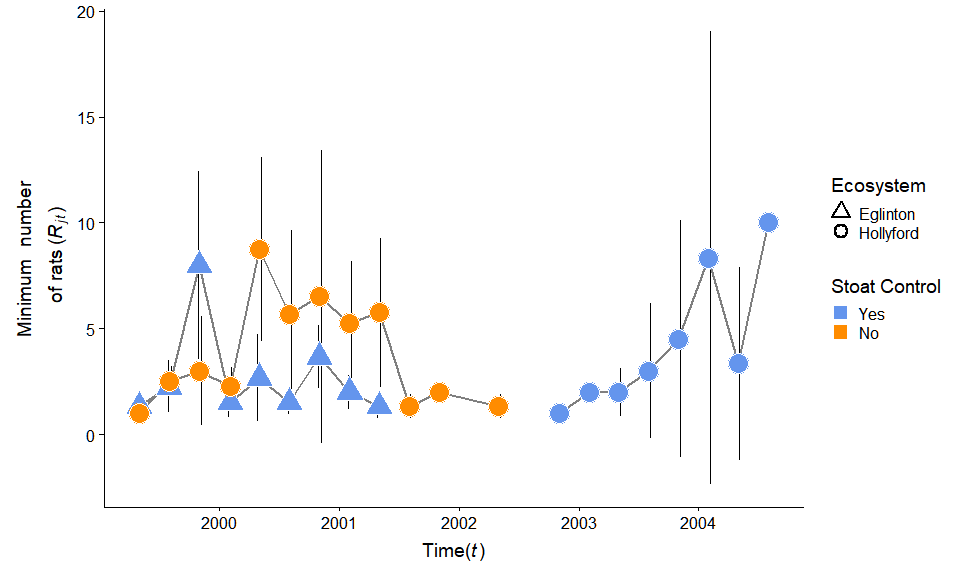 20
15
10
5
0
Minimum number
of rats (Rjt)
2000 2001 2002 2003 2004
Time(t)
Ecosystem
Eglinton
Hollyford
Stoat Control
Yes
No